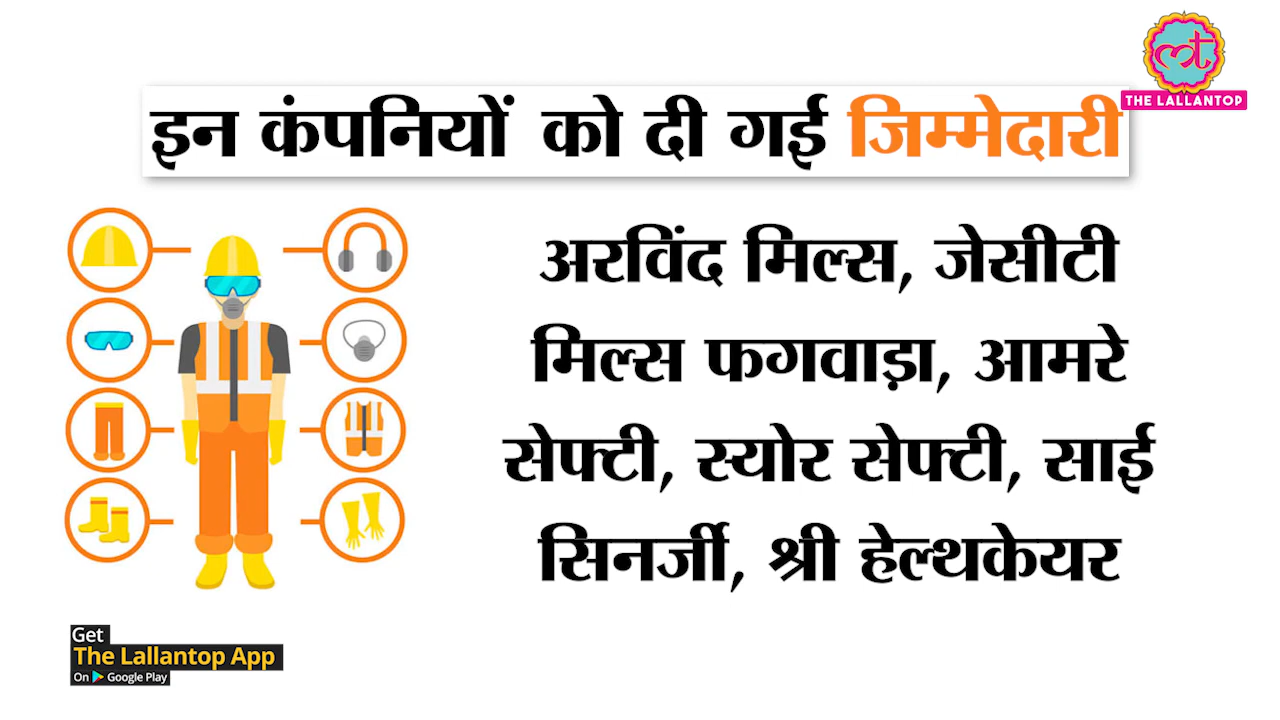 THE LALLANTOP
इन कंपनियों को दी गई जिम्मेदारी
अरविंद मिल्स, जेसीटी
मिल्स फगवाड़ा, आमरे
सेफ्टी, स्योर सेफ्टी, साई
सिनर्जी, श्री हेल्थकेयर
Get
The Lallantop App
On Google Play